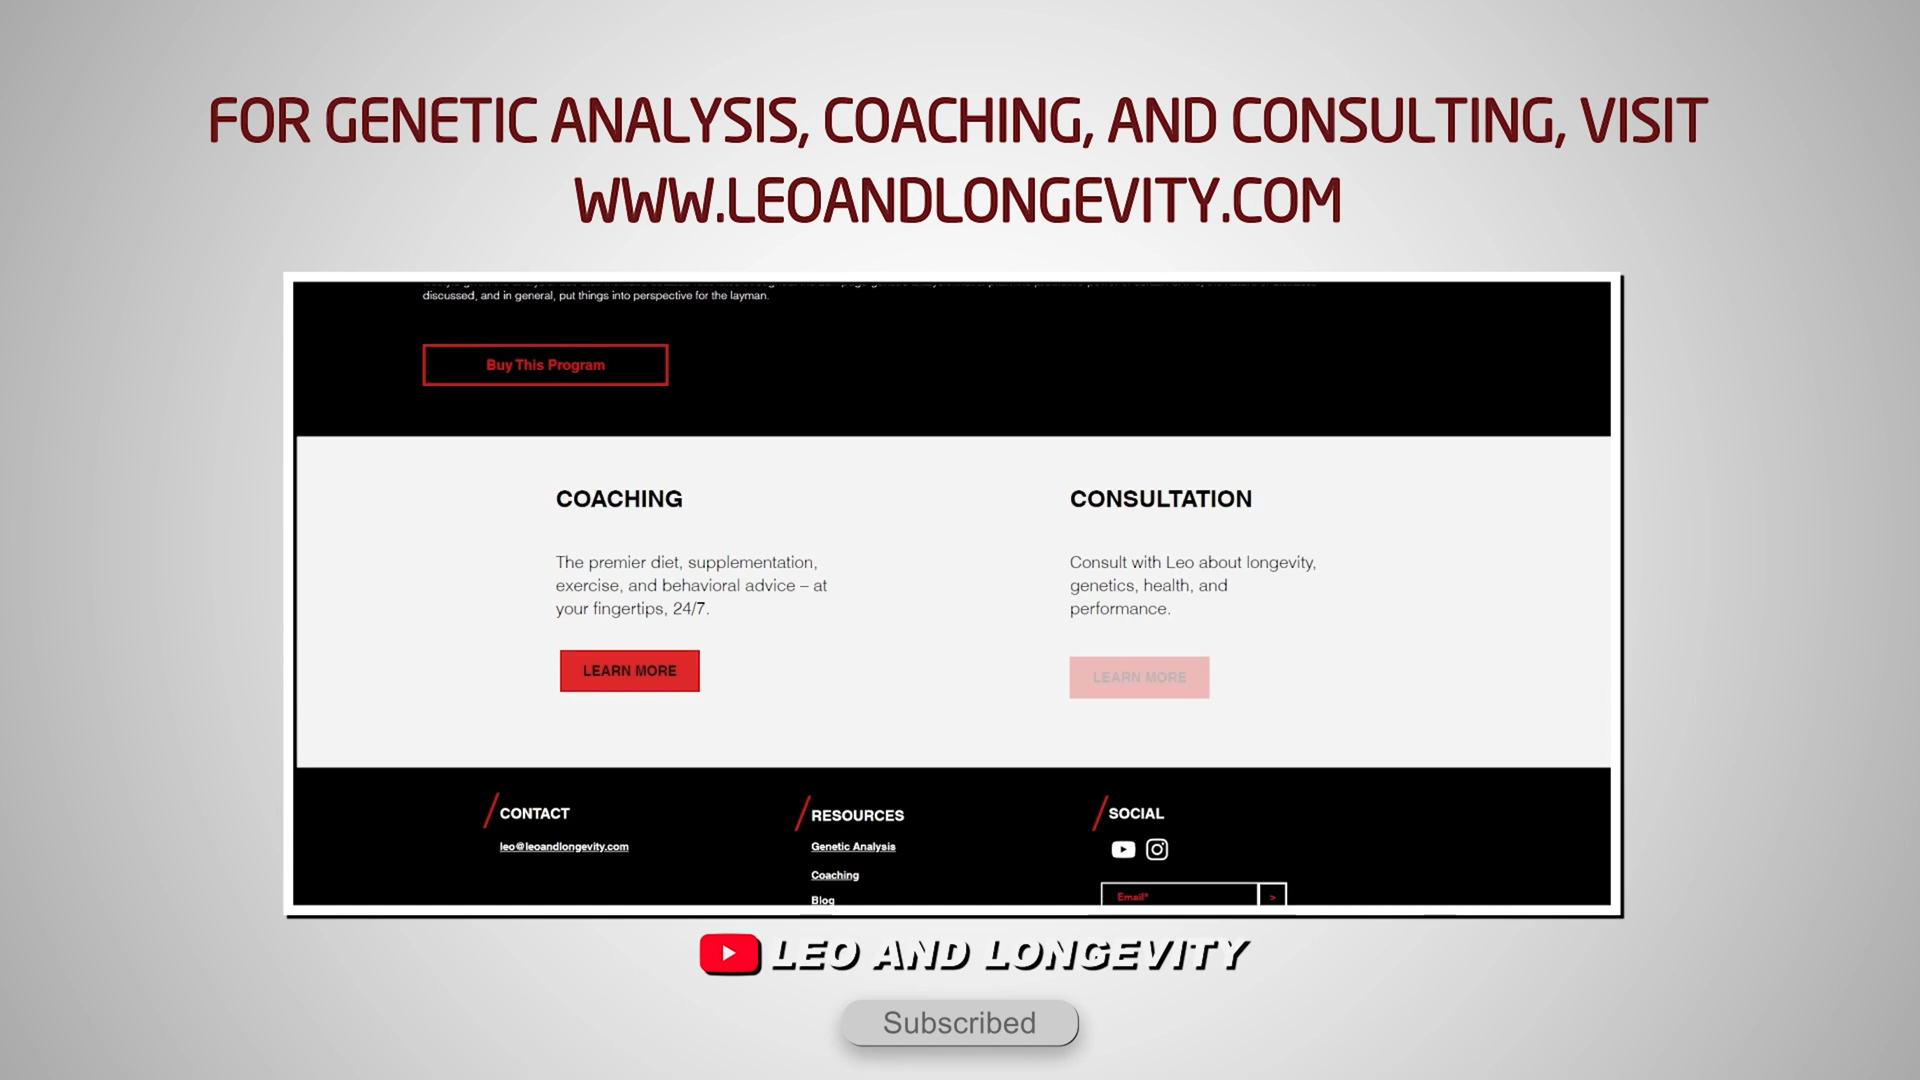 FOR GENETIC ANALYSIS, COACHING, AND CONSULTING, VISIT
WWW.LEOANDLONGEVITY.COM
discussed, and in general, put things into perspective for the layman.
Buy This Program
COACHING
The premier diet, supplementation,
exercise, and behavioral advice – at
your fingertips, 24/7.
LEARN MORE
CONSULTATION
Consult with Leo about longevity,
genetics, health, and
performance.
LEARN MORE
CONTACT
leo@leoandlongevity.com
RESOURCES
Genetic Analysis
Coaching
Blog
SOCIAL
Email*
>
LEO AND LONGEVITY
Subscribed